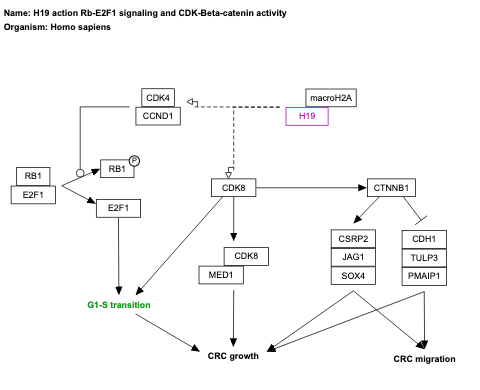 Name: H19 action Rb-E2F1 signaling and CDK-Beta-catenin activity
Organism: Homo sapiens
CDK4
CCND1
macroH2A
H19
P
RB1
RB1
E2F1
E2F1
CDK8
CTNNB1
CSRP2
JAG1
SOX4
CDH1
TULP3
PMAIP1
CDK8
MED1
G1-S transition
CRC growth
CRC migration